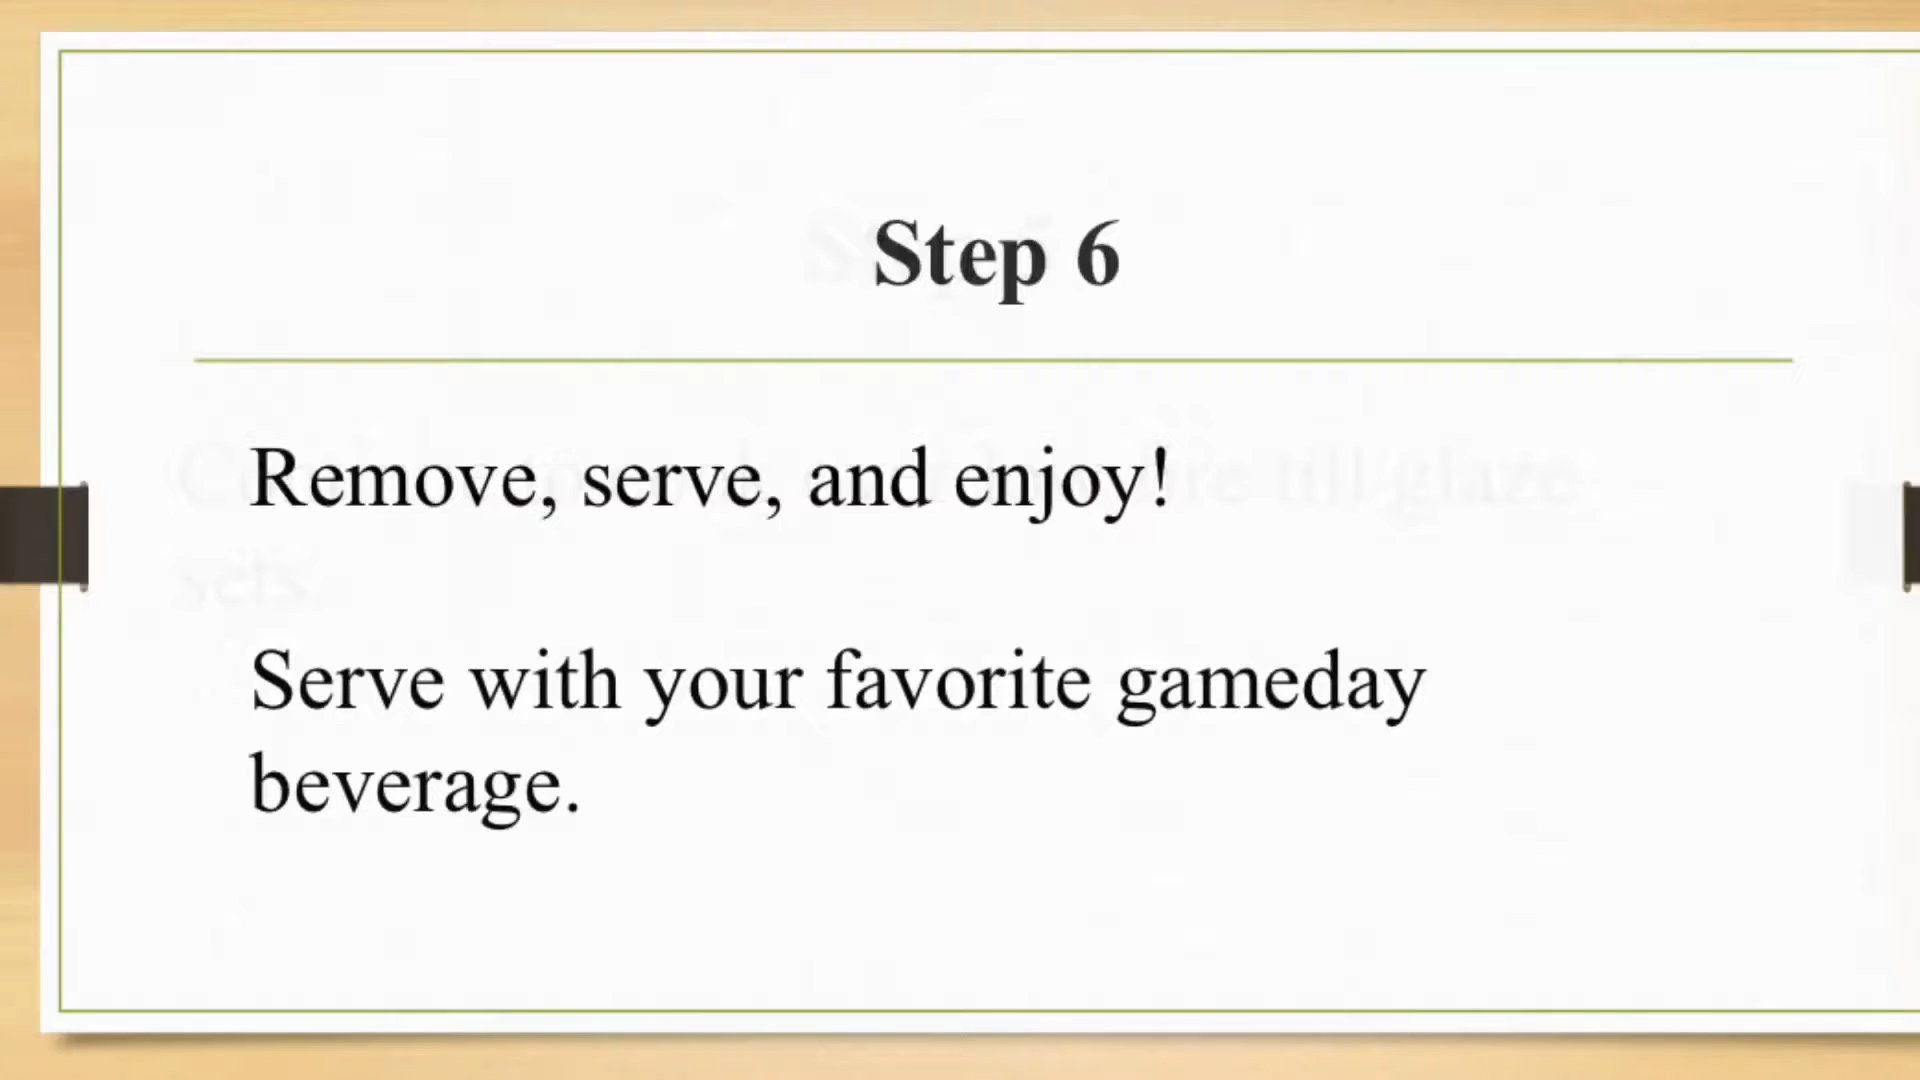 Step 6
Remove, serve, and enjoy!
Serve with your favorite gameday
beverage.